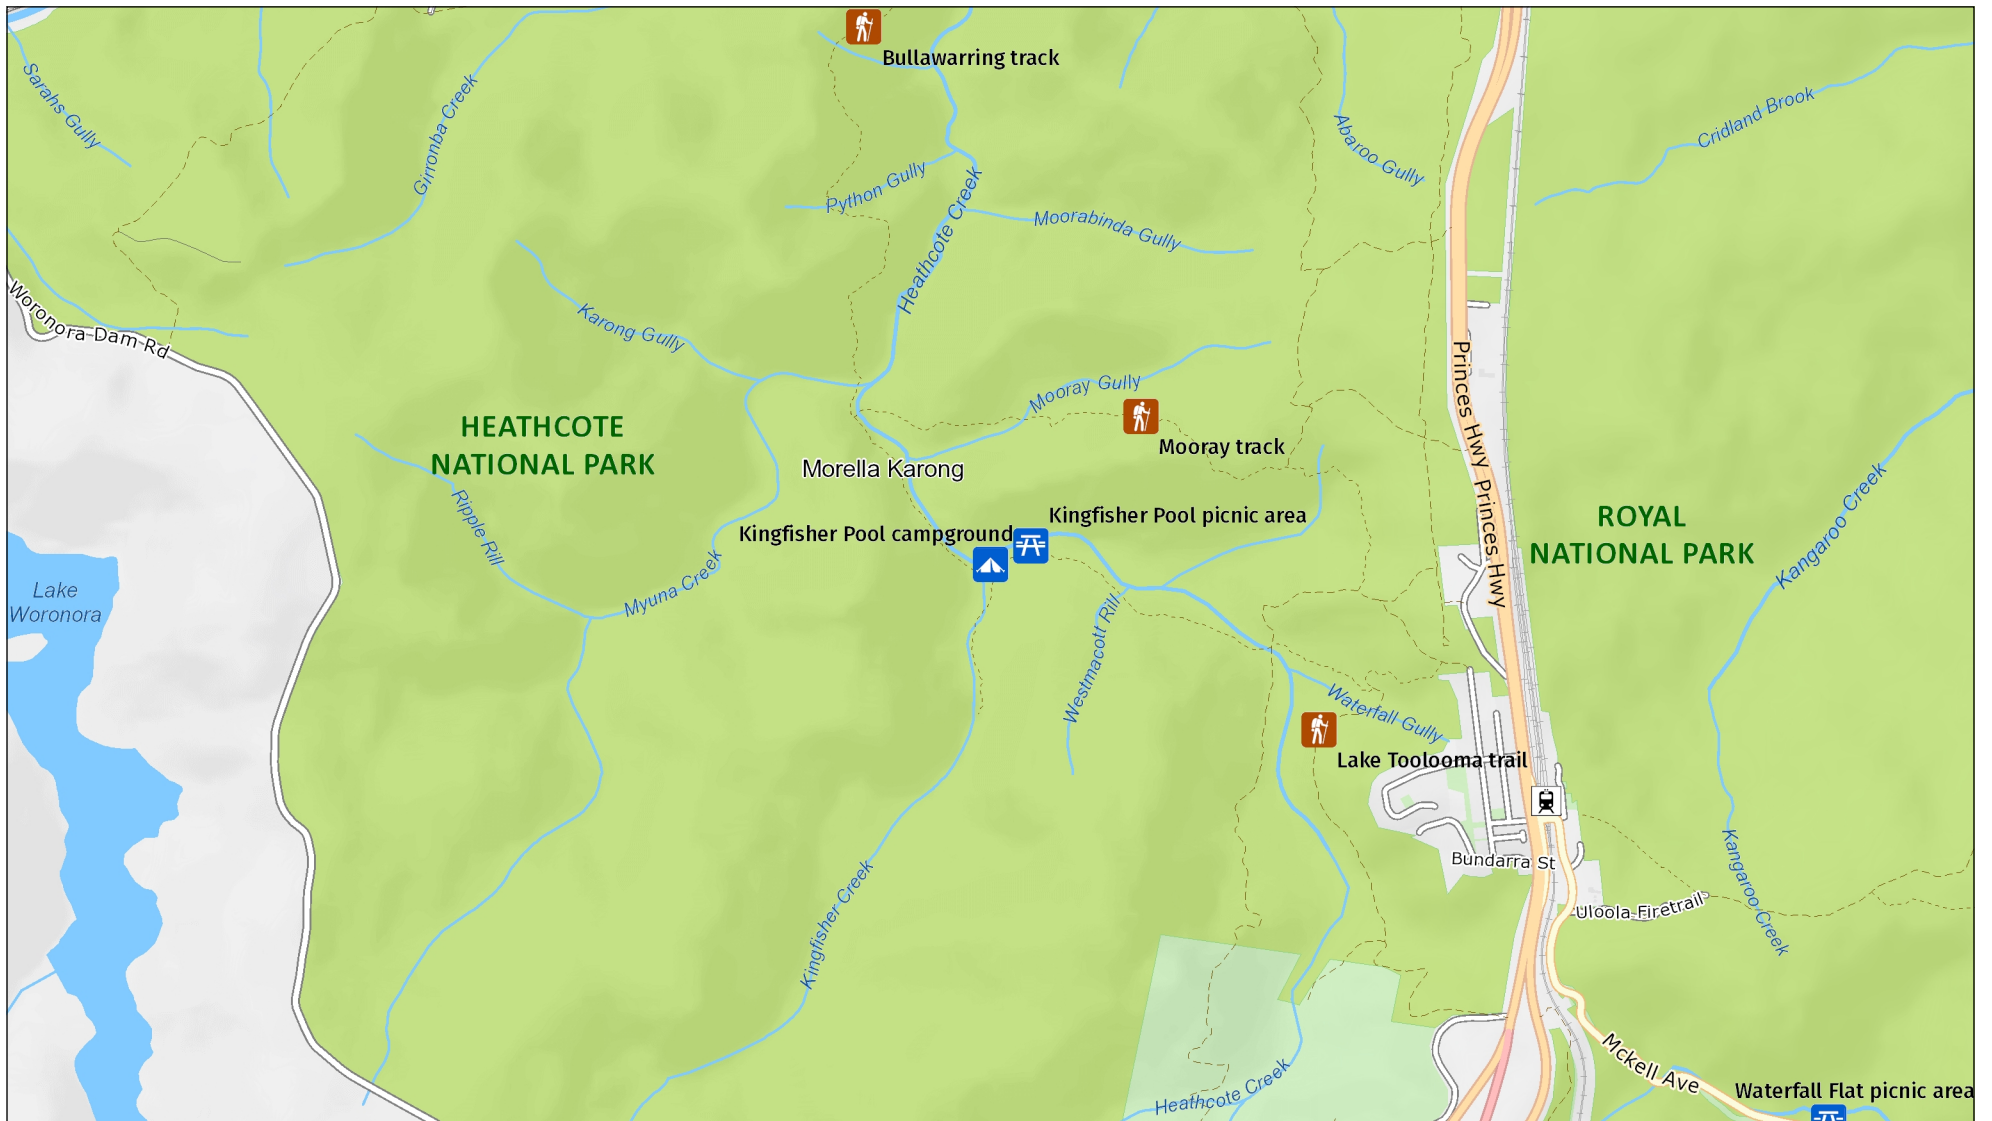 Bullawarring track
Sarahs Gully
Girronba Creek
Cridland Brook
Abaroo Gully
Python Gully
Heathcote Creek
Moorabinda Gully
Woronora Dam Rd
Karong Gully
Mooray Gully
Princes Hwy
HEATHCOTE
NATIONAL PARK
Mooray track
Morella Karong
Princes Hwy
Ripple Rill
Kingfisher Pool picnic area
Kingfisher Pool campground
ROYAL
NATIONAL PARK
Kangaroo Creek
Lake
Woronora
Myuna Creek
Westmacott Rill
Waterfall Gully
Lake Toolooma trail
Bundarra St
Kingfisher Creek
Uloola Firetrail
Kangaroo Creek
Mckell Ave
Heathcote Creek
Waterfall Flat picnic area